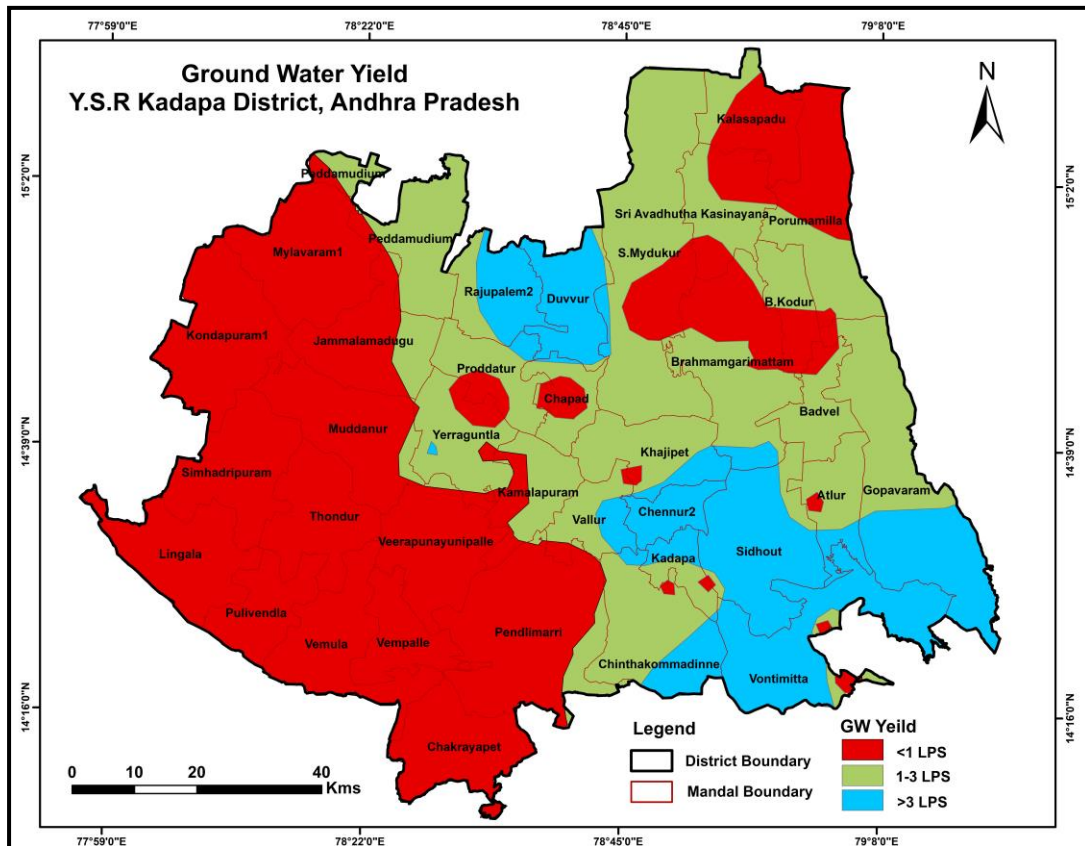 77°59'0"E
78°22'0"E
78°45'0"E
79°8'0"E
Ground Water Yield
Y.S.R Kadapa District, Andhra Pradesh
N
15°2'0"N
15°2'0"N
14°39'0"N
14°39'0"N
14°16'0"N
14°16'0"N
Kalasapadu
Peddamudium
Sri Avadhutha Kasinayana
Porumamilla
Peddamudium
Mylavaram1
S.Mydukur
Rajupalem2
Duvvur
B.Kodur
Kondapuram1
Jammalamadugu
Brahmamgarimattam
Proddatur
Chapad
Badvel
Muddanur
Yerraguntla
Khajipet
Simhadripuram
Kamalapuram
Atlur
Gopavaram
Thondur
Vallur
Chennur2
Veerapunayunipalle
Lingala
Kadapa
Sidhout
Pulivendla
Vemula
Vempalle
Pendlimarri
Chinthakommadinne
Vontimitta
Chakrayapet
Legend
District Boundary
Mandal Boundary
GW Yeild
<1 LPS
1-3 LPS
>3 LPS
0 10 20 40
Kms
77°59'0"E
78°22'0"E
78°45'0"E
79°8'0"E